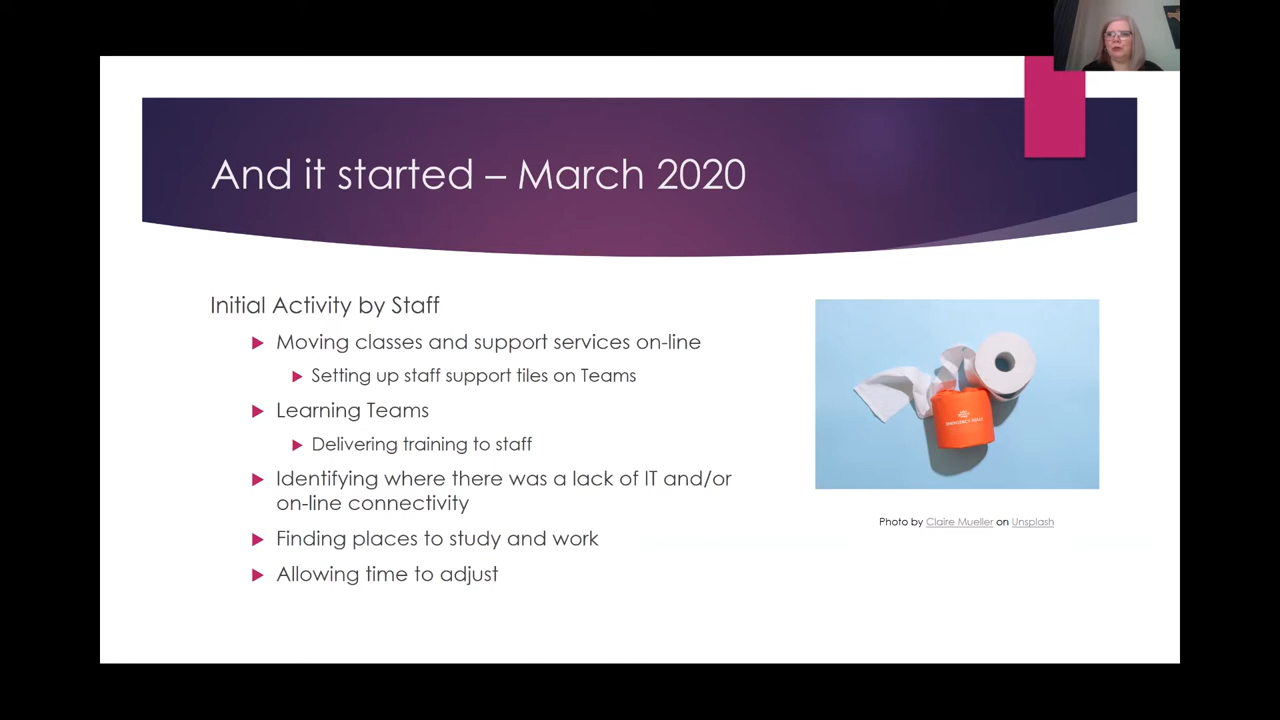 And it started – March 2020
Initial Activity by Staff
Moving classes and support services on-line
Setting up staff support tiles on Teams
Learning Teams
Delivering training to staff
Identifying where there was a lack of IT and/or
on-line connectivity
Finding places to study and work
Allowing time to adjust
Photo by Claire Mueller on Unsplash